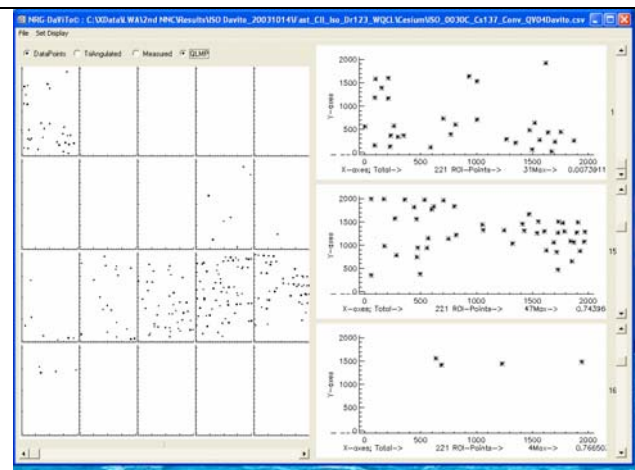 NRG-DaViTo© : C:\XData\LWA\2nd NNC\Results\ISO Davito_20031014\Fast_CII_Iso_Dr123_WQCL\Cesium\ISO_0030C_Cs137_Conv_QV04Davito.csv
File Set Display
DataPoints TriAngulated Measured QLMP
2000
1500
1000
500
0
Y-axes
0 500 1000 1500 2000
X-axes; Total-> 221 ROI-Points-> 31Max-> 0.0073911
1
2000
1500
1000
500
0
Y-axes
0 500 1000 1500 2000
X-axes; Total-> 221 ROI-Points-> 47Max-> 0.74396
15
2000
1500
1000
500
0
Y-axes
0 500 1000 1500 2000
X-axes; Total-> 221 ROI-Points-> 4Max-> 0.76650
16